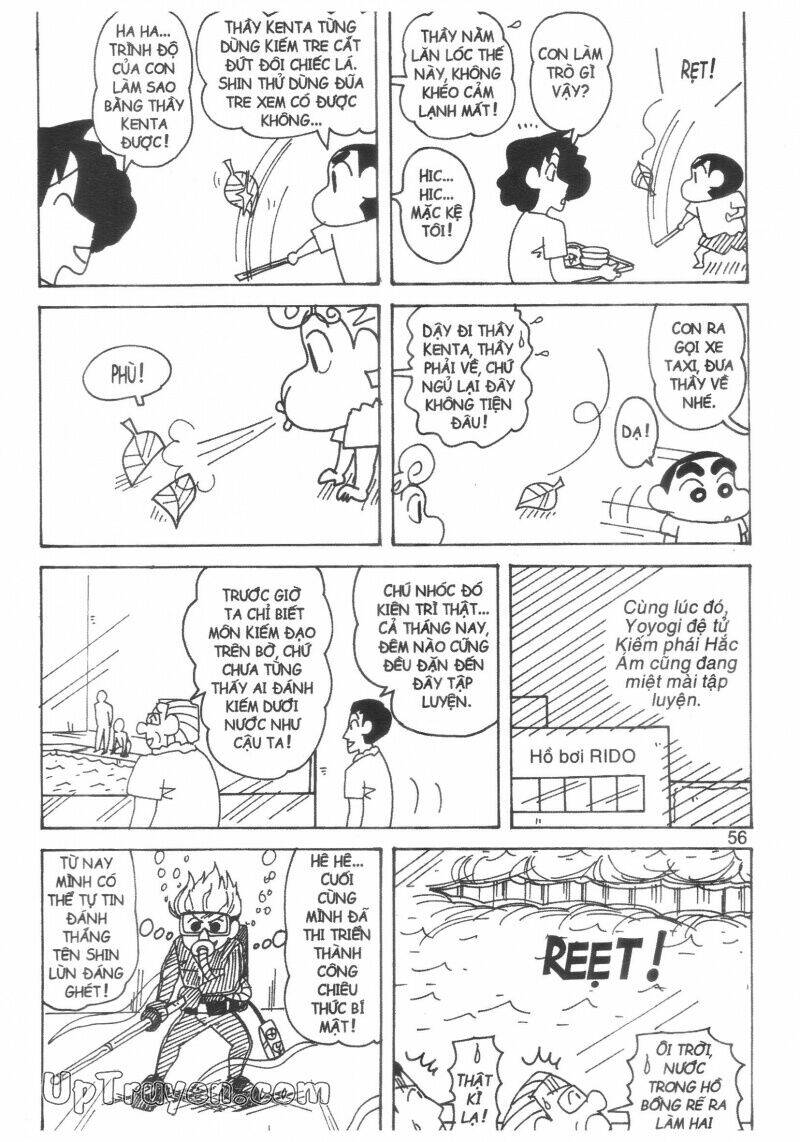 HA HA...
TRÌNH ĐỘ
CỦA CON
LÀM SAO
BẰNG THẦY
KENTA
ĐƯỢC!
THẦY KENTA TỪNG
DÙNG KIẾM TRE CẮT
ĐỨT ĐÔI CHIẾC LÁ.
SHIN THỬ DÙNG ĐŨA
TRE XEM CÓ ĐƯỢC
KHÔNG...
THẦY NẰM
LĂN LÓC THẾ
NÀY, KHÔNG
KHÉO CẢM
LẠNH MẤT!
HIC...
HIC...
MẶC KỆ
TÔI!
CON LÀM
TRÒ GÌ
VẬY?
RẸT!
PHÙ!
DẬY ĐI THẦY
KENTA, THẦY
PHẢI VỀ, CHỨ
NGỦ LẠI ĐÂY
KHÔNG TIỆN
ĐÂU!
CON RA
GỌI XE
TAXI, ĐƯA
THẦY VỀ
NHÉ.
DẠ!
TRƯỚC GIỜ
TA CHỈ BIẾT
MÔN KIẾM ĐẠO
TRÊN BỜ, CHỨ
CHƯA TỪNG
THẤY AI ĐÁNH
KIẾM DƯỚI
NƯỚC NHƯ
CẬU TA!
CHÚ NHÓC ĐÓ
KIÊN TRÌ THẬT...
CẢ THÁNG NAY,
ĐÊM NÀO CŨNG
ĐỀU ĐẶN ĐẾN
ĐÂY TẬP
LUYỆN.
Cùng lúc đó,
Yoyogi đệ tử
Kiếm phái Hắc
Ám cũng đang
miệt mài tập
luyện.
Hồ bơi RIDO
56
TỪ NAY
MÌNH CÓ
THỂ TỰ TIN
ĐÁNH
THẮNG
TÊN SHIN
LÙN ĐÁNG
GHÉT!
HÊ HÊ...
CUỐI
CÙNG
MÌNH ĐÃ
THI TRIỂN
THÀNH
CÔNG
CHIÊU
THỨC BÍ
MẬT!
REẸT!
THẬT
KÌ
LẠ!
ÔI TRỜI,
NƯỚC
TRONG HỒ
BỖNG RẼ RA
LÀM HAI
UpTruyen.com